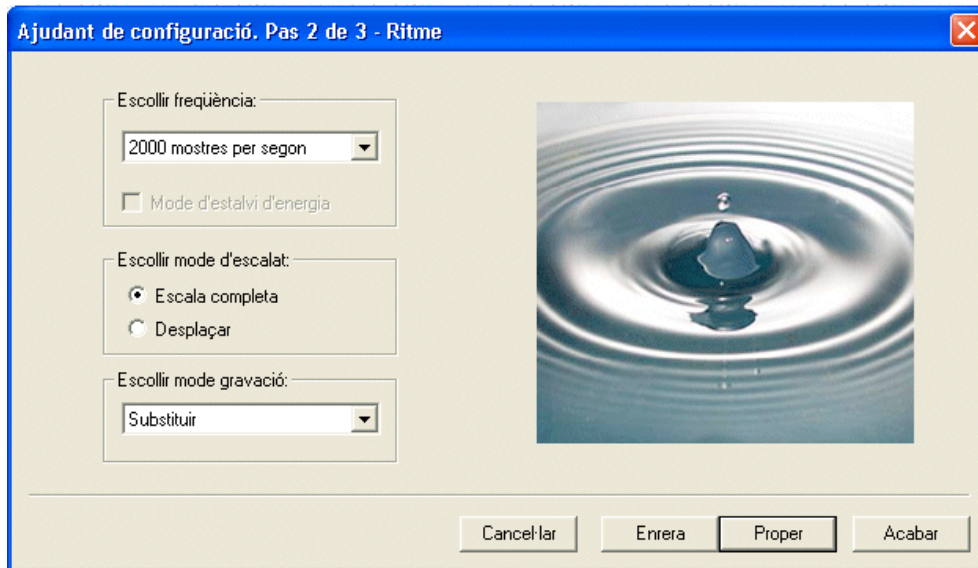 Ajudant de configuració. Pas 2 de 3 - Ritme
Escollir freqüència:
2000 mostres per segon
Mode d'estalvi d'energia
Escollir mode d'escalat:
Escala completa
Desplaçar
Escollir mode gravació:
Substituir
Cancel·lar
Enrera
Proper
Acabar